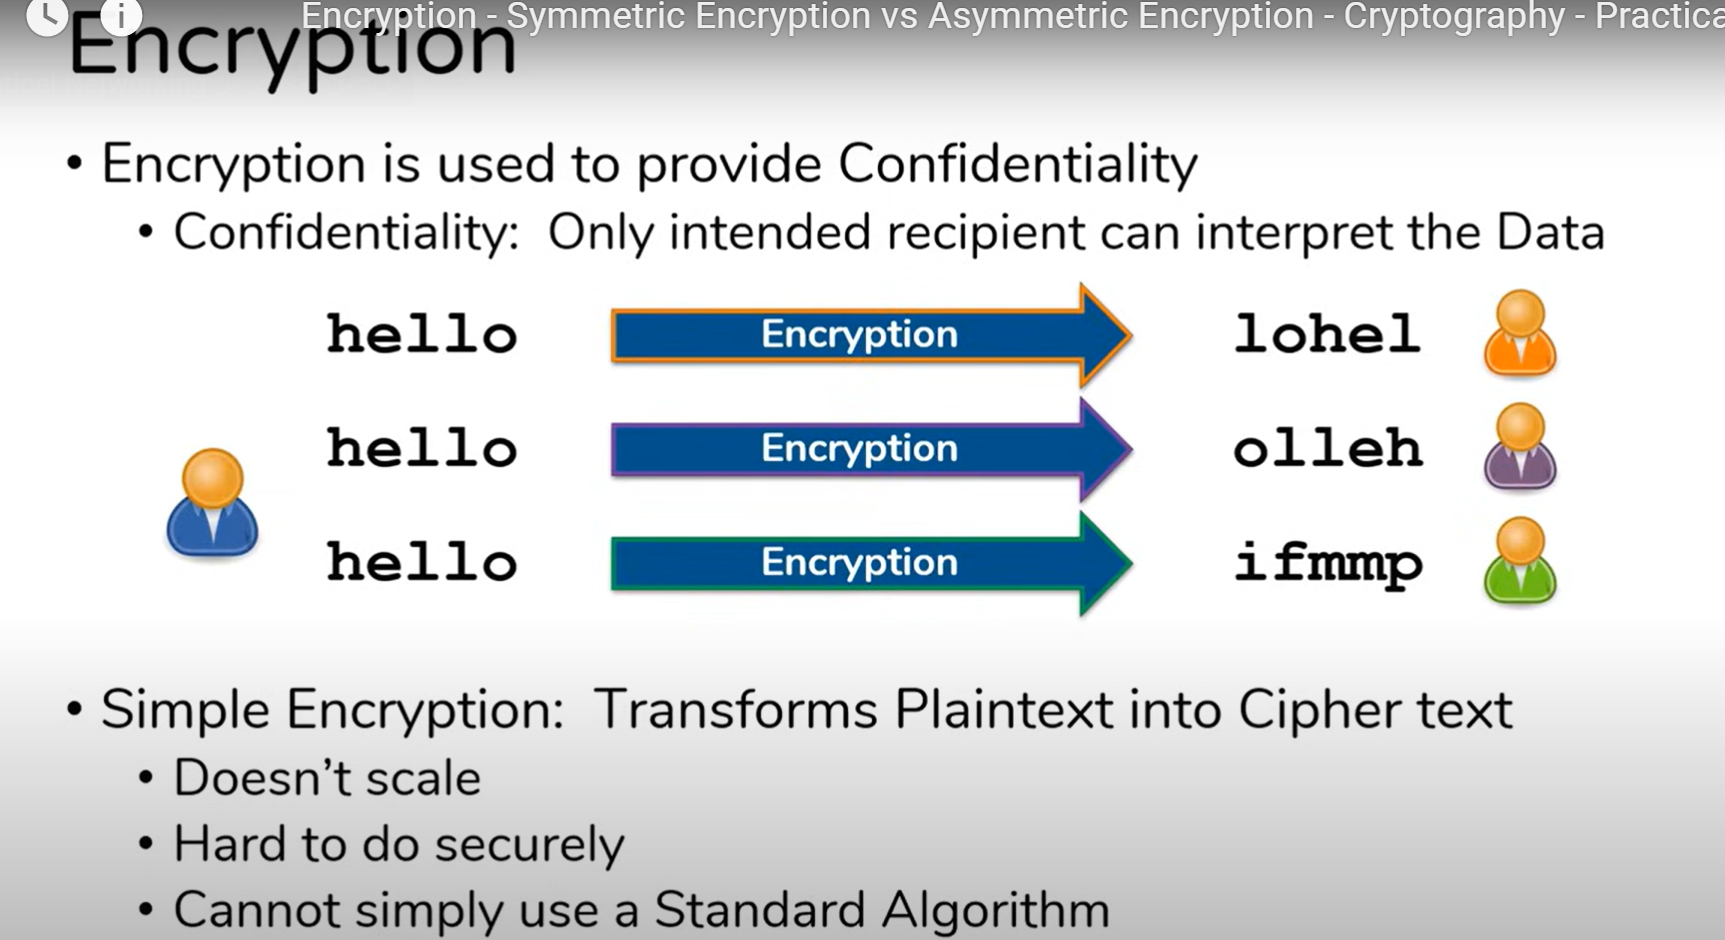 Encryption - Symmetric Encryption vs Asymmetric Encryption - Cryptography - Practica
Encryption
• Encryption is used to provide Confidentiality
• Confidentiality: Only intended recipient can interpret the Data
hello Encryption lohel
hello Encryption olleh
hello Encryption ifmmp
• Simple Encryption: Transforms Plaintext into Cipher text
• Doesn't scale
• Hard to do securely
• Cannot simply use a Standard Algorithm